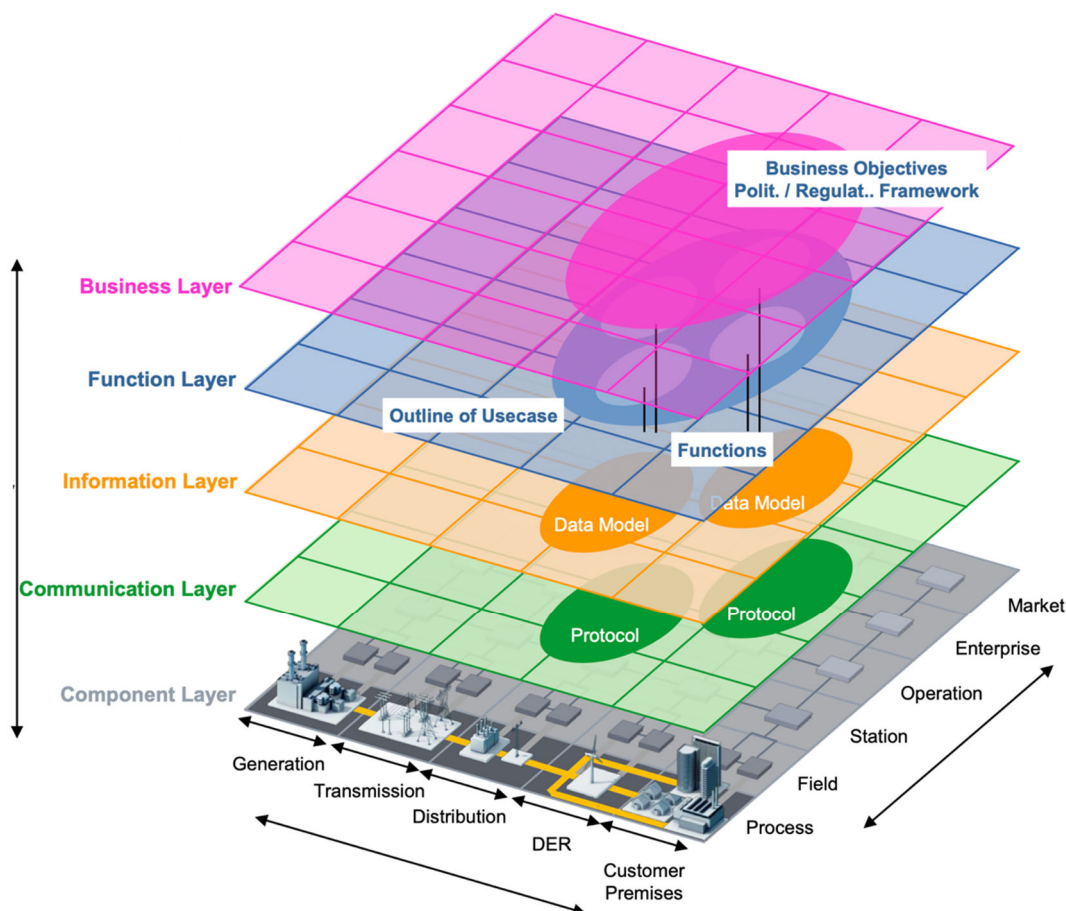 Business Objectives
Polit. / Regulat.. Framework
Business Layer
Function Layer
Outline of Usecase
Functions
Information Layer
Data Model
Data Model
Communication Layer
Protocol
Protocol
Component Layer
Market
Enterprise
Operation
Station
Field
Process
Generation
Transmission
Distribution
DER
Customer
Premises